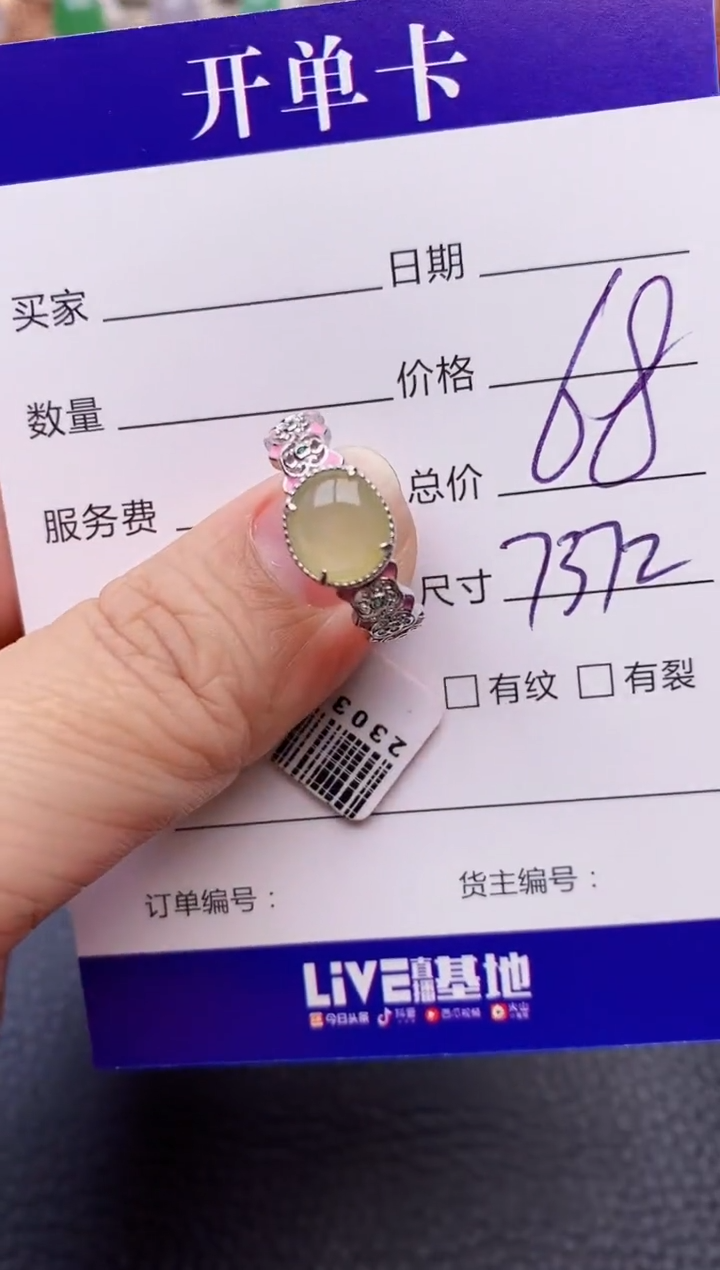 开单卡
买家 日期
数量 价格 68
服务费 总价
尺寸 7372
有纹 有裂
2303
订单编号： 货主编号：
LiVE直播基地
今日头条 抖音 西瓜视频 火山